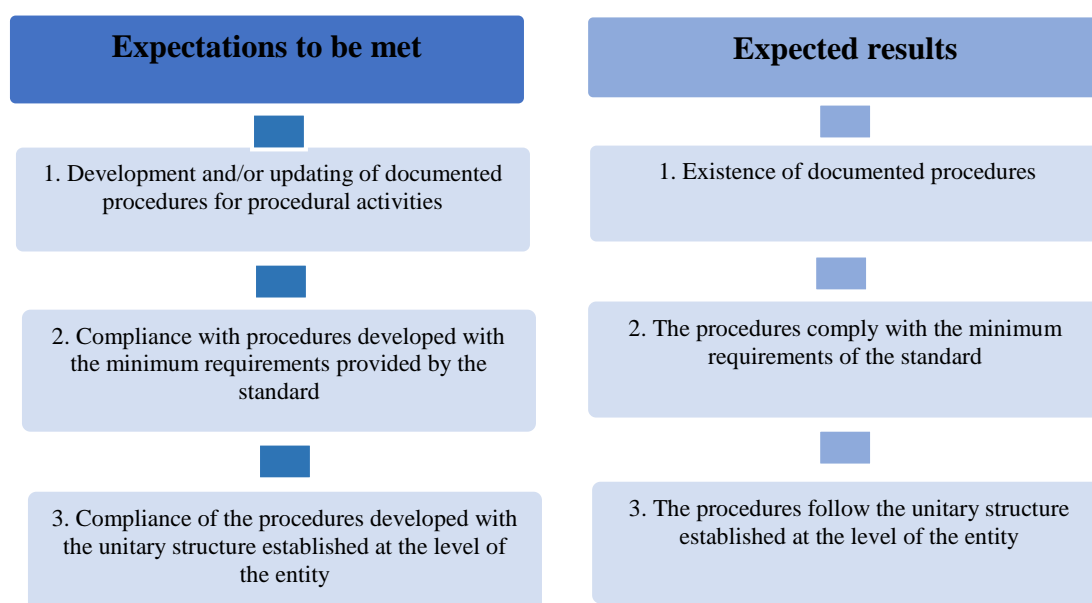 Expectations to be met
1. Development and/or updating of documented
procedures for procedural activities
2. Compliance with procedures developed with
the minimum requirements provided by the
standard
3. Compliance of the procedures developed with
the unitary structure established at the level of
the entity
Expected results
1. Existence of documented procedures
2. The procedures comply with the minimum
requirements of the standard
3. The procedures follow the unitary structure
established at the level of the entity